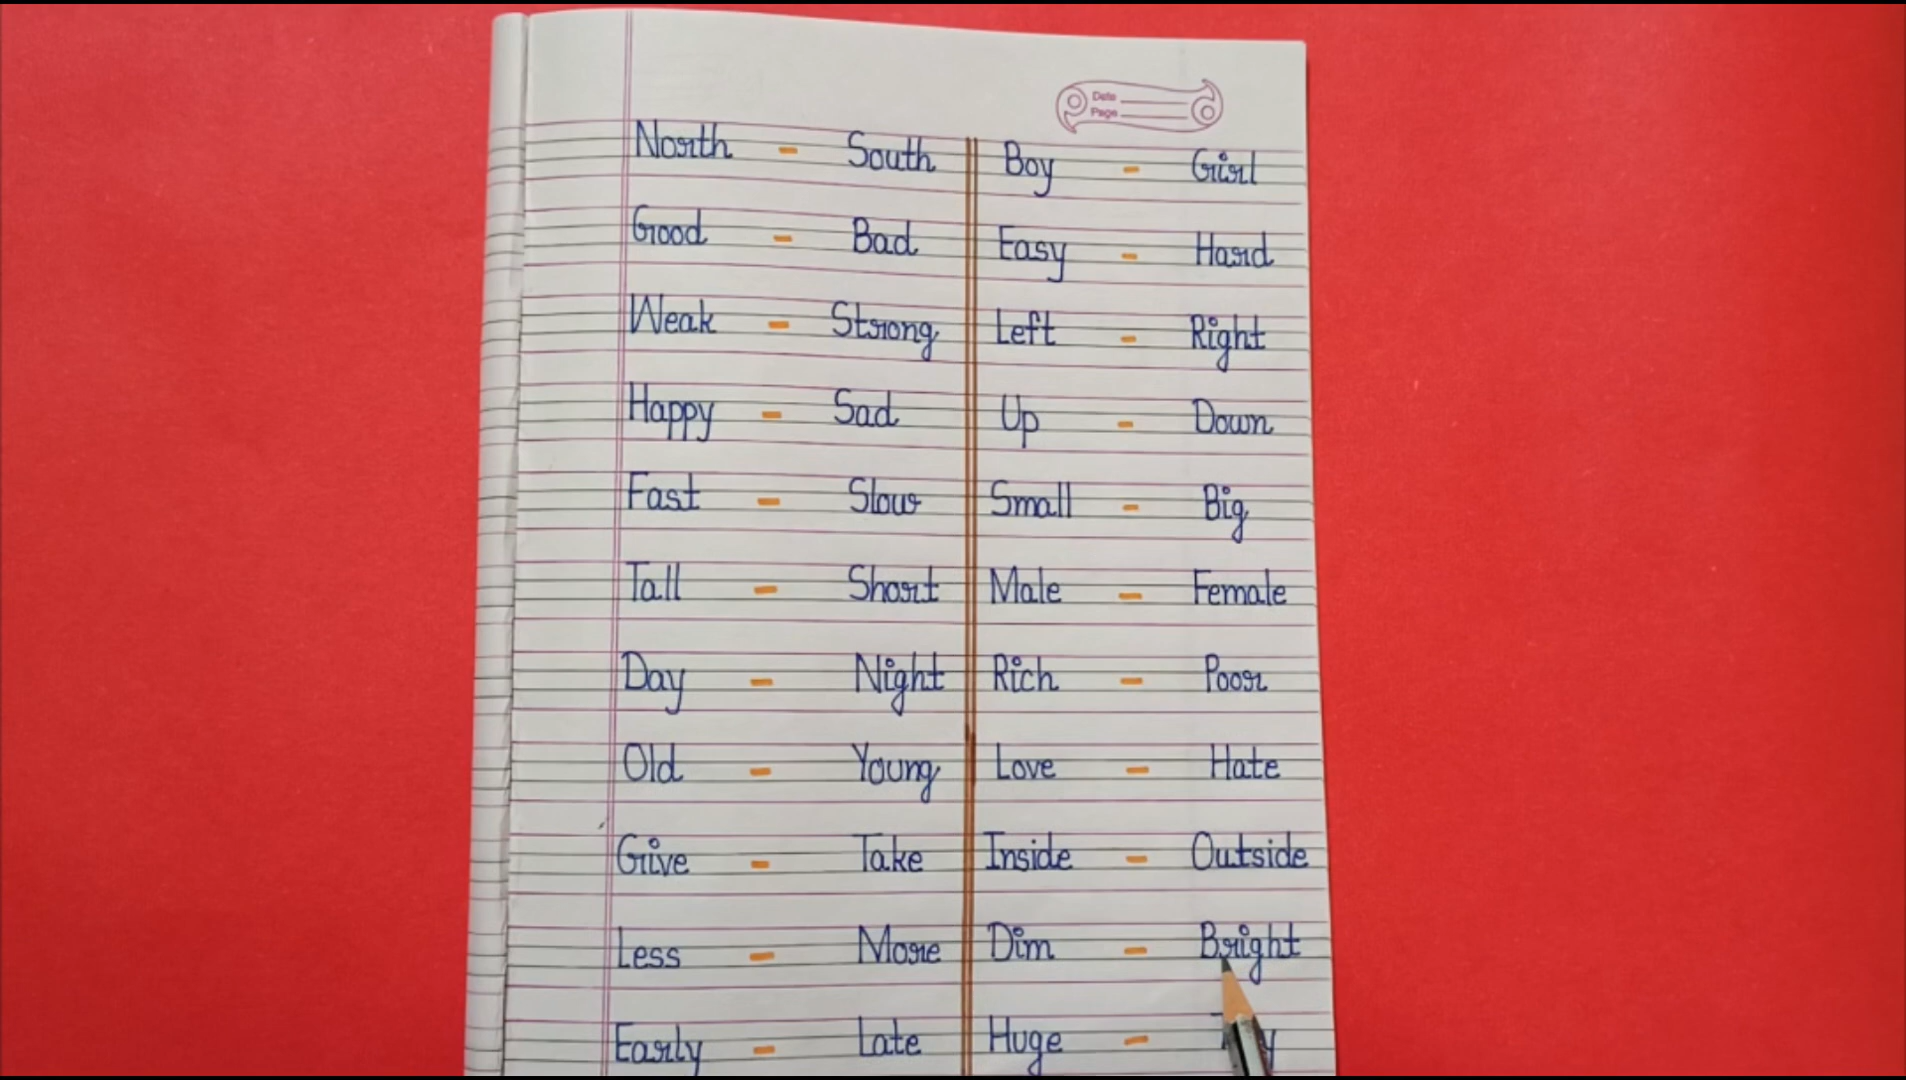 Date
Page
North - South Boy - Girl
Good - Bad Easy - Hard
Weak - Strong Left - Right
Happy - Sad Up - Down
Fast - Slow Small - Big
Tall - Short Male - Female
Day - Night Rich - Poor
Old - Young Love - Hate
Give - Take Inside - Outside
Less - More Dim - Bright
Early - Late Huge -